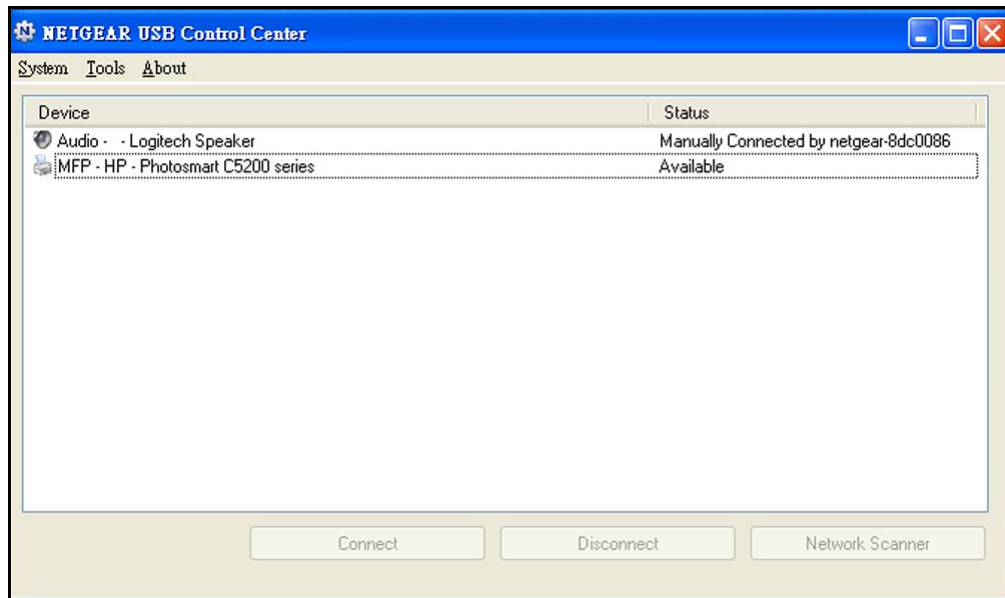 NETGEAR USB Control Center
System Tools About
Device Status
Audio - - Logitech Speaker Manually Connected by netgear-8dc0086
MFP - HP - Photosmart C5200 series Available
Connect Disconnect Network Scanner